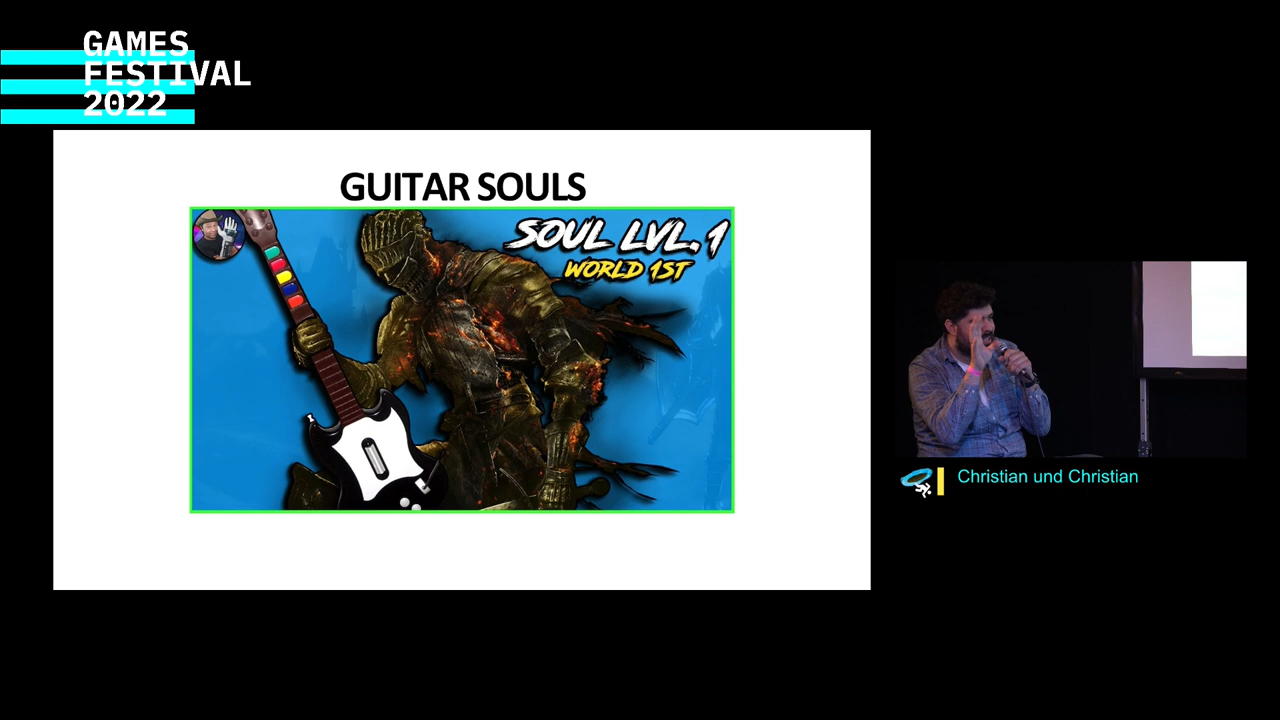 GAMES
FESTIVAL
2022
GUITAR SOULS
SOUL LVL.1
WORLD 1ST
Christian und Christian